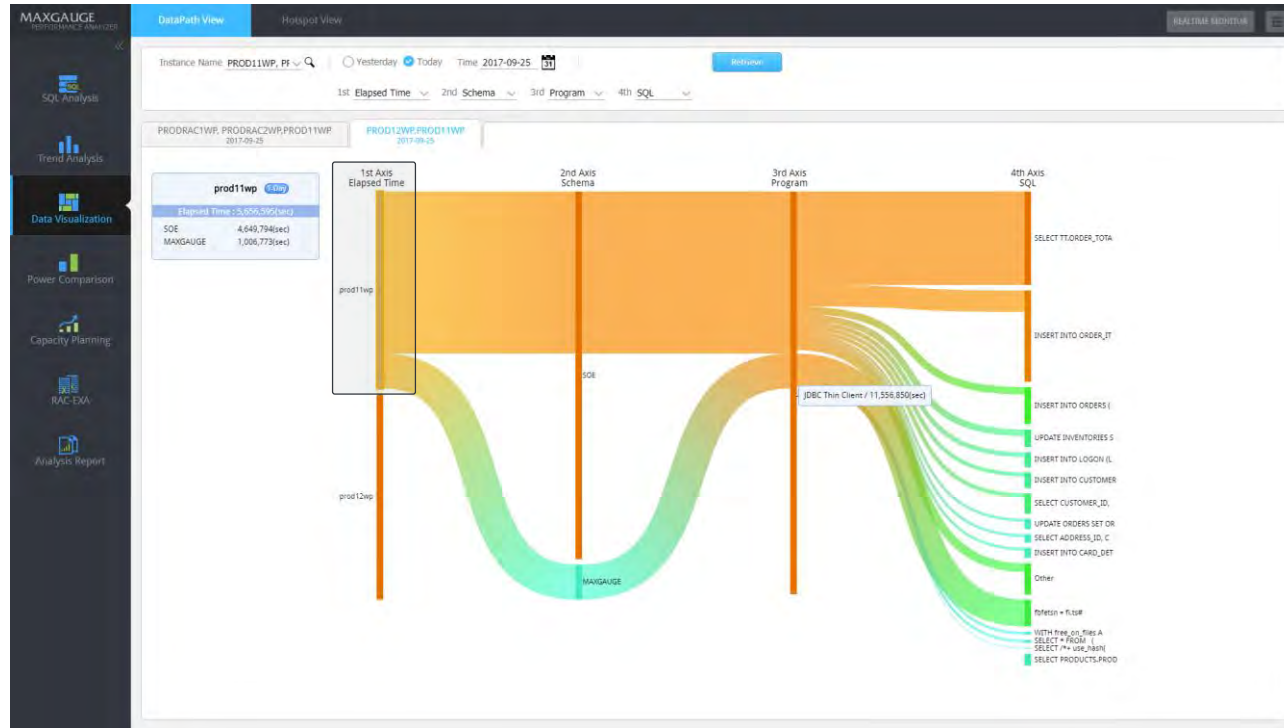 MAXGAUGE
PERFORMANCE ANALYZER
DataPath View
Hotspot View
REALTIME MONITOR
SQL Analysis
Trend Analysis
Data Visualization
Power Comparison
Capacity Planning
RAC-EXA
Analysis Report
Instance Name PROD11WP, PF
Yesterday Today Time 2017-09-25 31
Retrieve
1st Elapsed Time 2nd Schema 3rd Program 4th SQL
PRODRAC1WP, PRODRAC2WP,PROD11WP
2017-09-25
PROD12WP,PROD11WP
2017-09-25
prod11wp 1 Day
Elapsed Time : 5,656,595(sec)
SOE 4,649,794(sec)
MAXGAUGE 1,006,773(sec)
1st Axis
Elapsed Time
2nd Axis
Schema
3rd Axis
Program
4th Axis
SQL
prod11wp
prod12wp
SOE
MAXGAUGE
JDBC Thin Client / 11,556,850(sec)
SELECT TT.ORDER_TOTA
INSERT INTO ORDER_IT
INSERT INTO ORDERS (
UPDATE INVENTORIES S
INSERT INTO LOGON (L
INSERT INTO CUSTOMER
SELECT CUSTOMER_ID,
UPDATE ORDERS SET OR
SELECT ADDRESS_ID, C
INSERT INTO CARD_DET
Other
fbfetsn = fi.ts#
WITH free_on_files A
SELECT * FROM (
SELECT /*+ use_hash(
SELECT PRODUCTS.PROD